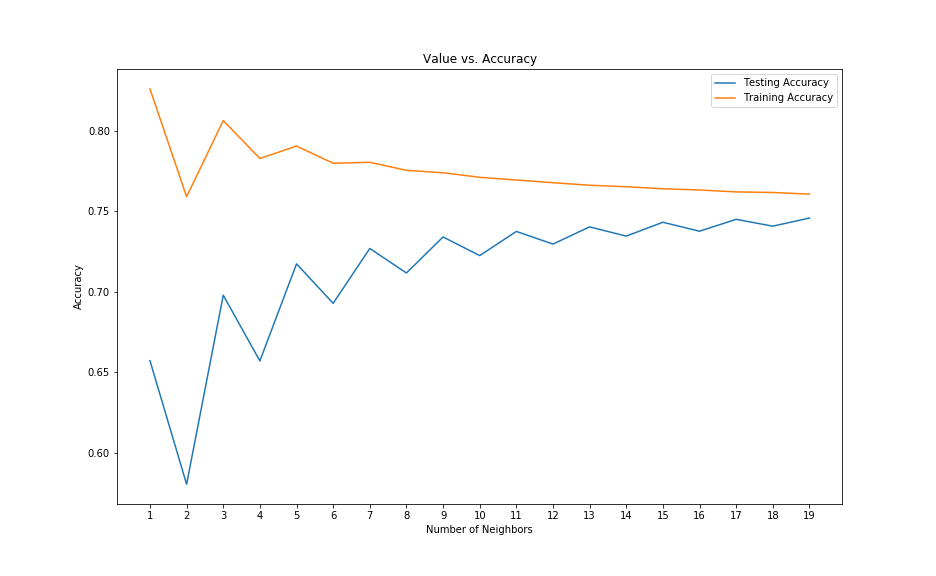 Value vs. Accuracy
Testing Accuracy
Training Accuracy
0.80
0.75
0.70
0.65
0.60
Accuracy
1 2 3 4 5 6 7 8 9 10 11 12 13 14 15 16 17 18 19
Number of Neighbors